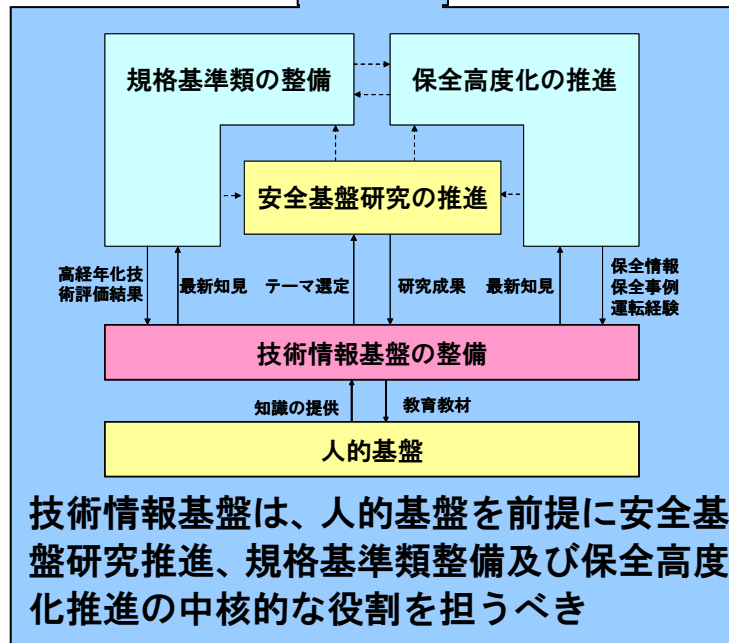 規格基準類の整備
保全高度化の推進
安全基盤研究の推進
高経年化技
術評価結果
最新知見
テーマ選定
研究成果
最新知見
保全情報
保全事例
運転経験
技術情報基盤の整備
知識の提供
教育教材
人的基盤
技術情報基盤は、人的基盤を前提に安全基
盤研究推進、規格基準類整備及び保全高度
化推進の中核的な役割を担うべき